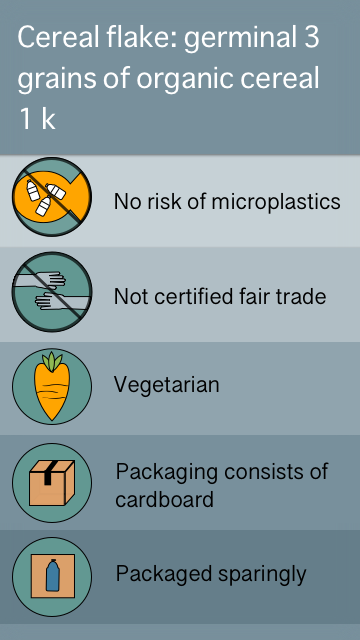 Cereal flake: germinal 3
grains of organic cereal
1 k
No risk of microplastics
Not certified fair trade
Vegetarian
Packaging consists of
cardboard
Packaged sparingly